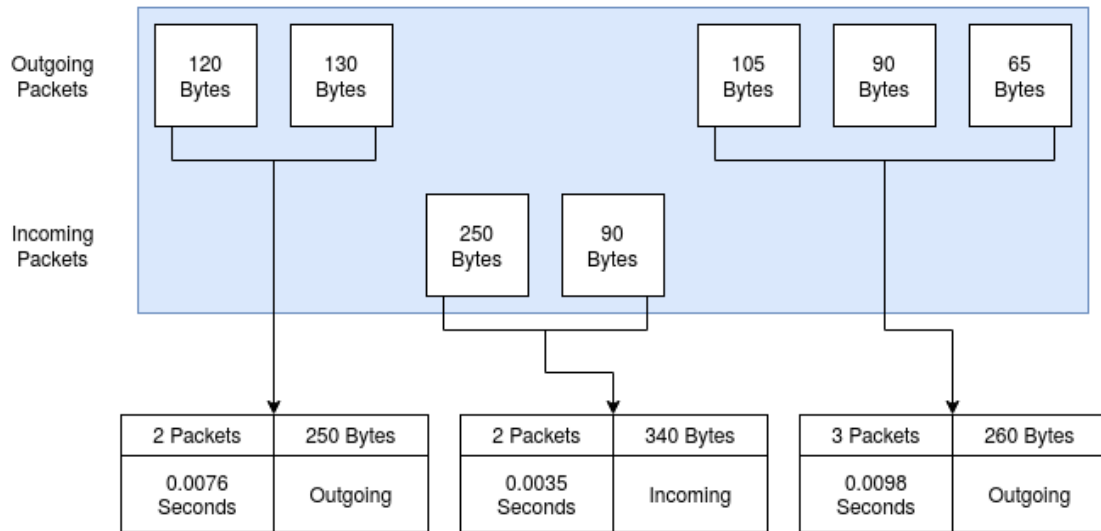 Outgoing
Packets
120
Bytes
130
Bytes
105
Bytes
90
Bytes
65
Bytes
Incoming
Packets
250
Bytes
90
Bytes
2 Packets
250 Bytes
0.0076
Seconds
Outgoing
2 Packets
340 Bytes
0.0035
Seconds
Incoming
3 Packets
260 Bytes
0.0098
Seconds
Outgoing